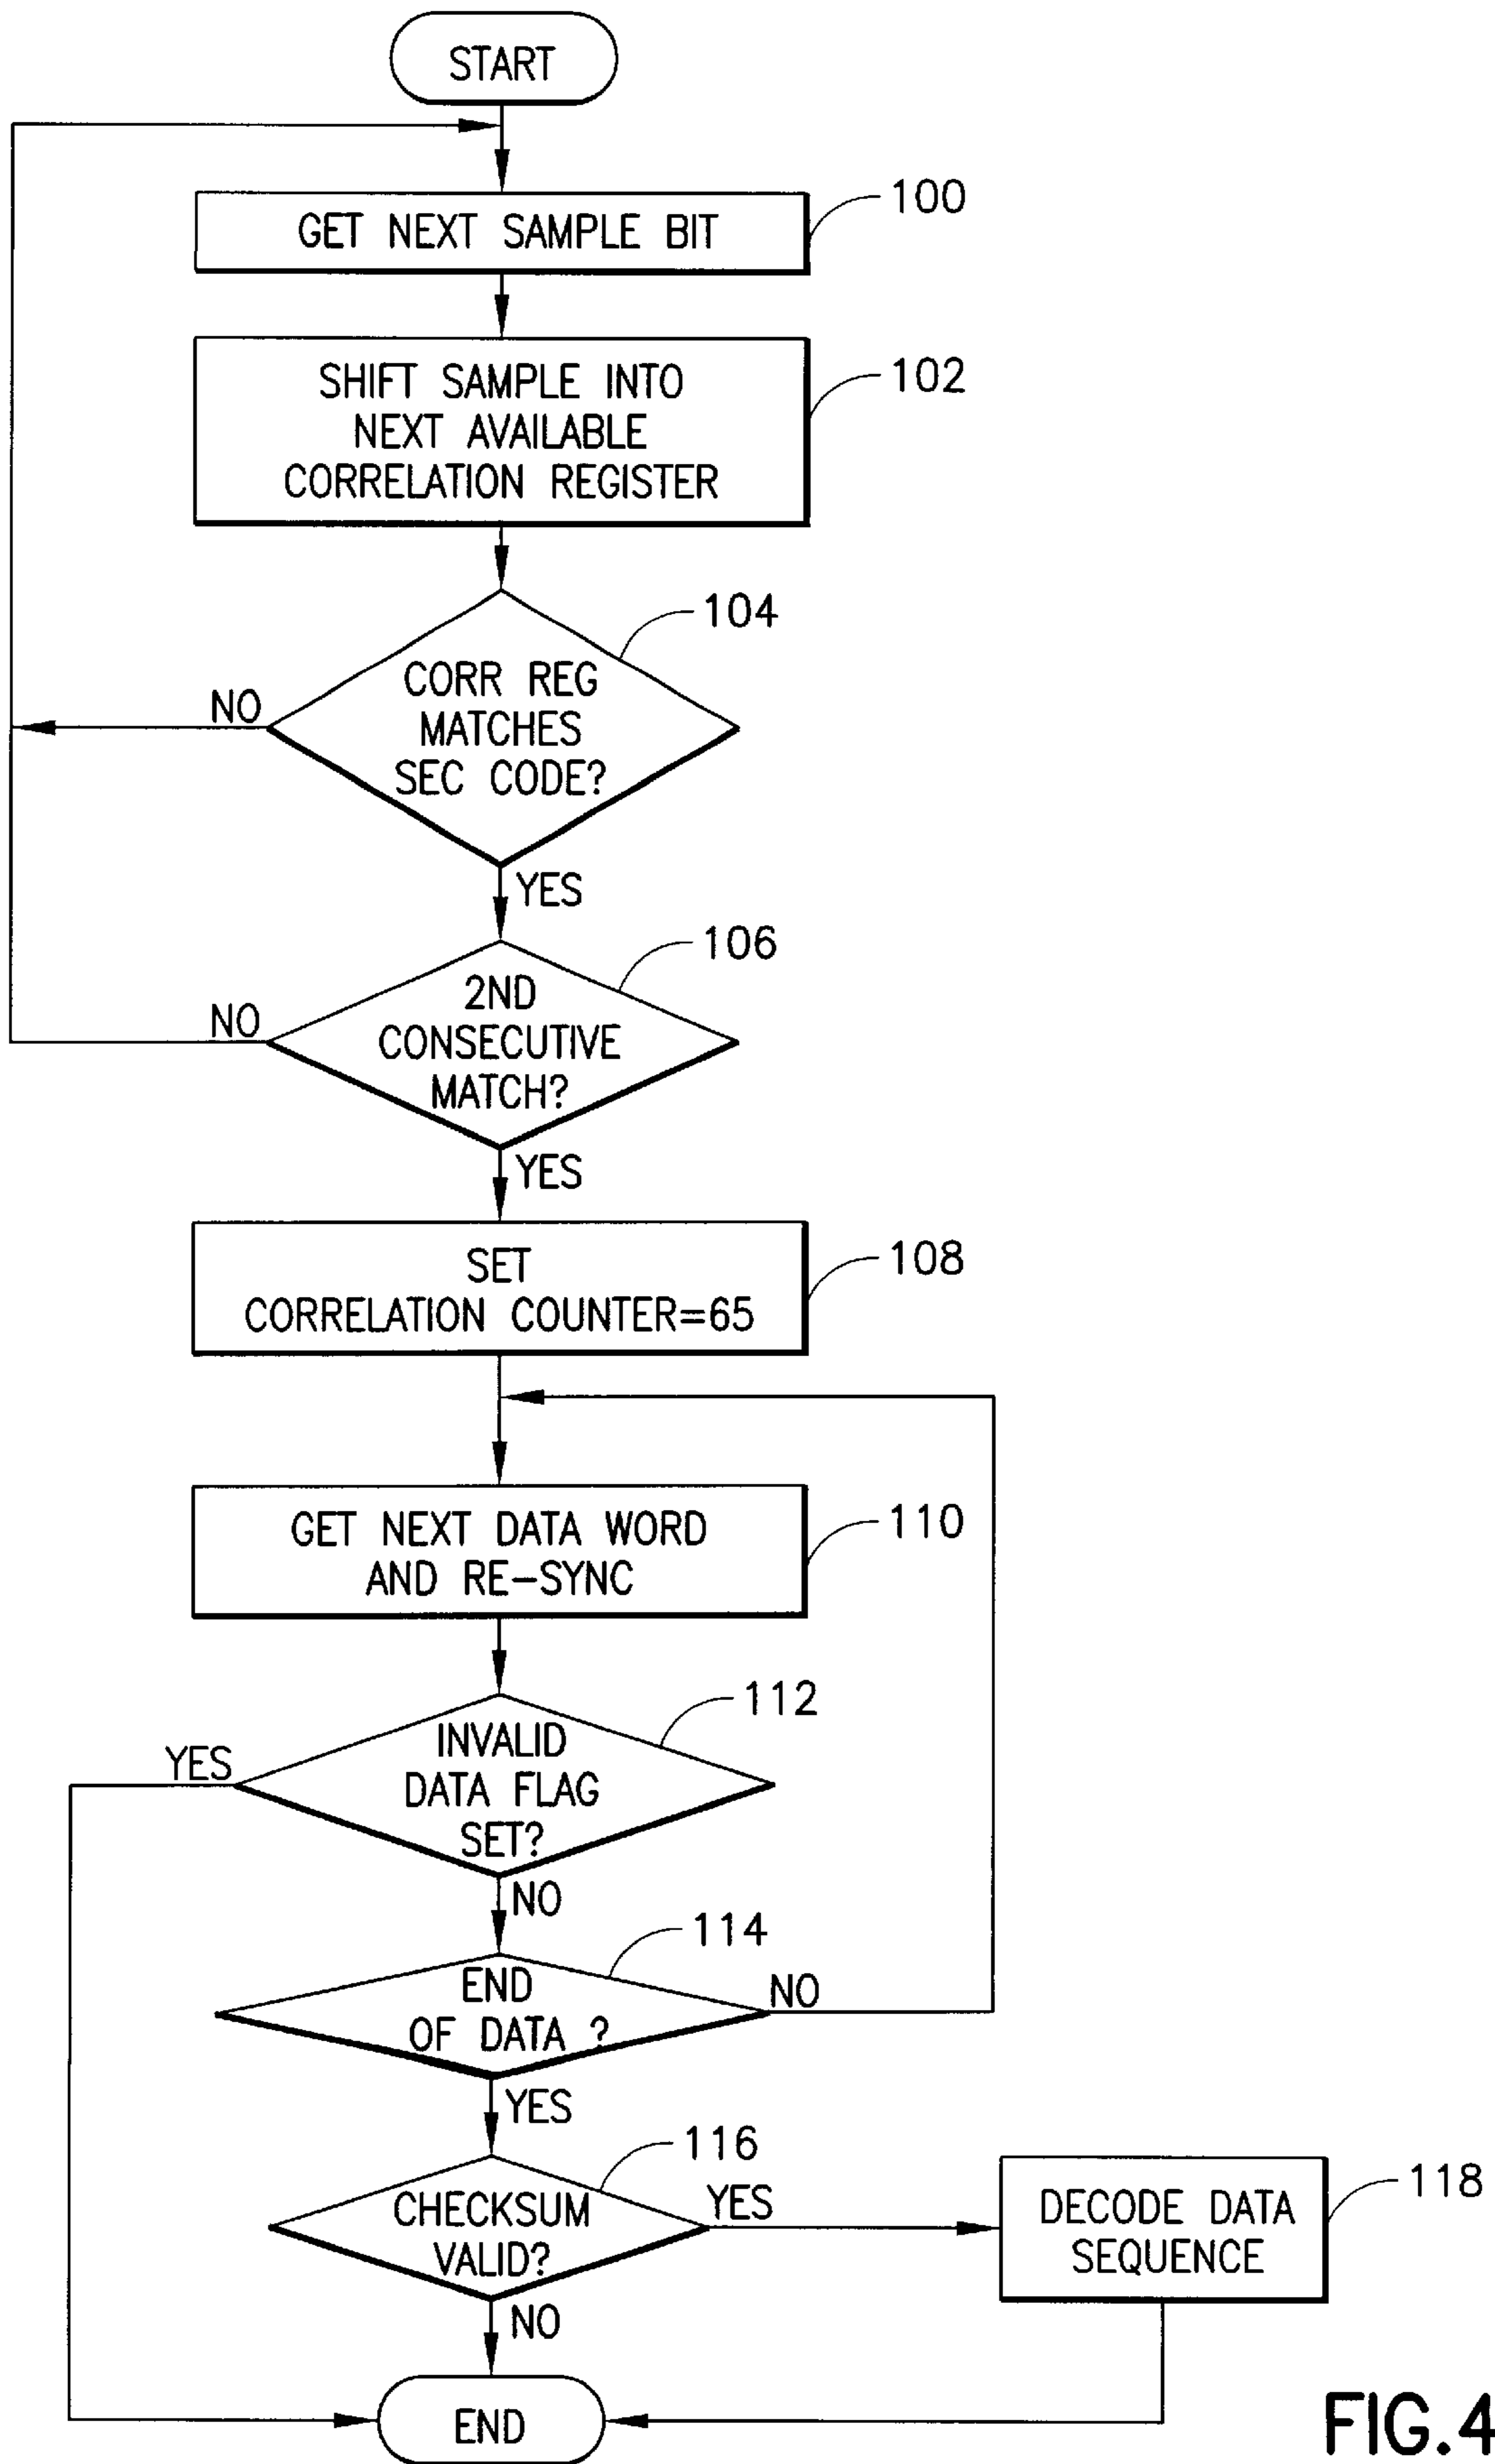 START
GET NEXT SAMPLE BIT
100
SHIFT SAMPLE INTO
NEXT AVAILABLE
CORRELATION REGISTER
102
CORR REG
MATCHES
SEC CODE?
104
NO
YES
2ND
CONSECUTIVE
MATCH?
106
NO
YES
SET
CORRELATION COUNTER=65
108
GET NEXT DATA WORD
AND RE-SYNC
110
INVALID
DATA FLAG
SET?
112
YES
NO
END
OF DATA ?
114
NO
YES
CHECKSUM
VALID?
116
YES
NO
DECODE DATA
SEQUENCE
118
END
FIG.4